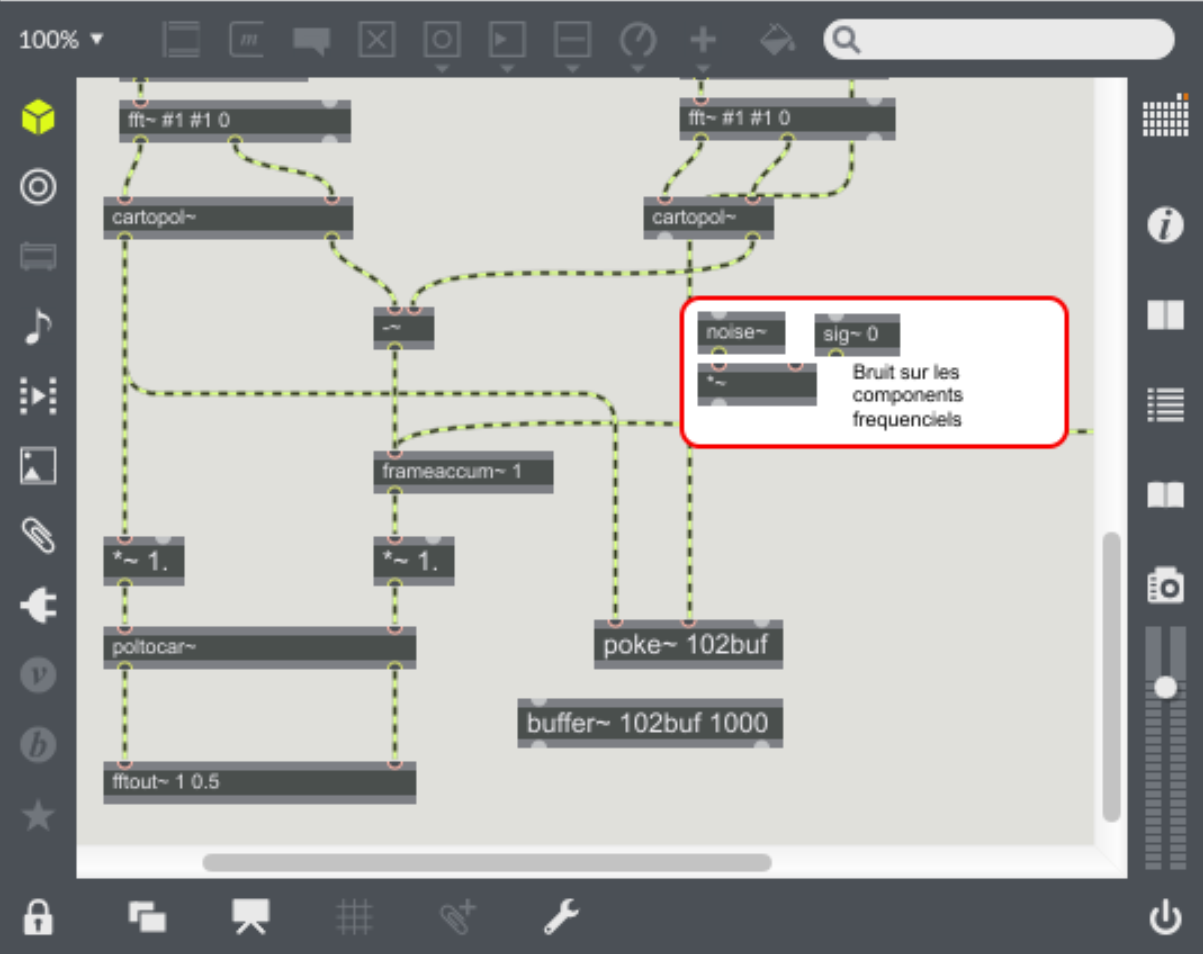 100%
fft~ #1 #1 0
fft~ #1 #1 0
cartopol~
cartopol~
-~
noise~
sig~ 0
*~
Bruit sur les
components
frequenciels
frameaccum~ 1
*~ 1.
*~ 1.
poltocar~
poke~ 102buf
buffer~ 102buf 1000
fftout~ 1 0.5